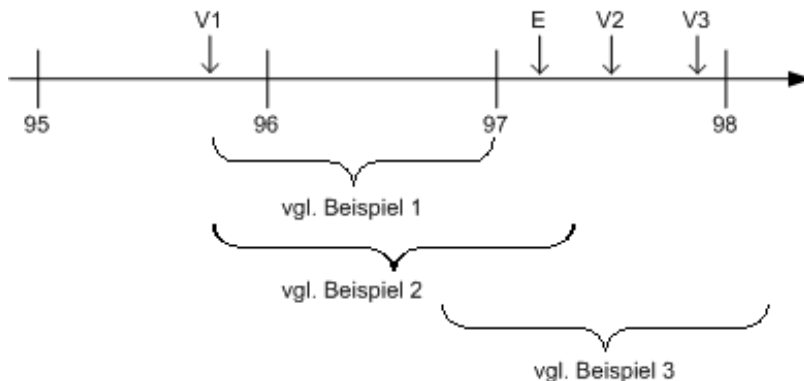 V1 E V2 V3
95 96 97 98
vgl. Beispiel 1
vgl. Beispiel 2
vgl. Beispiel 3